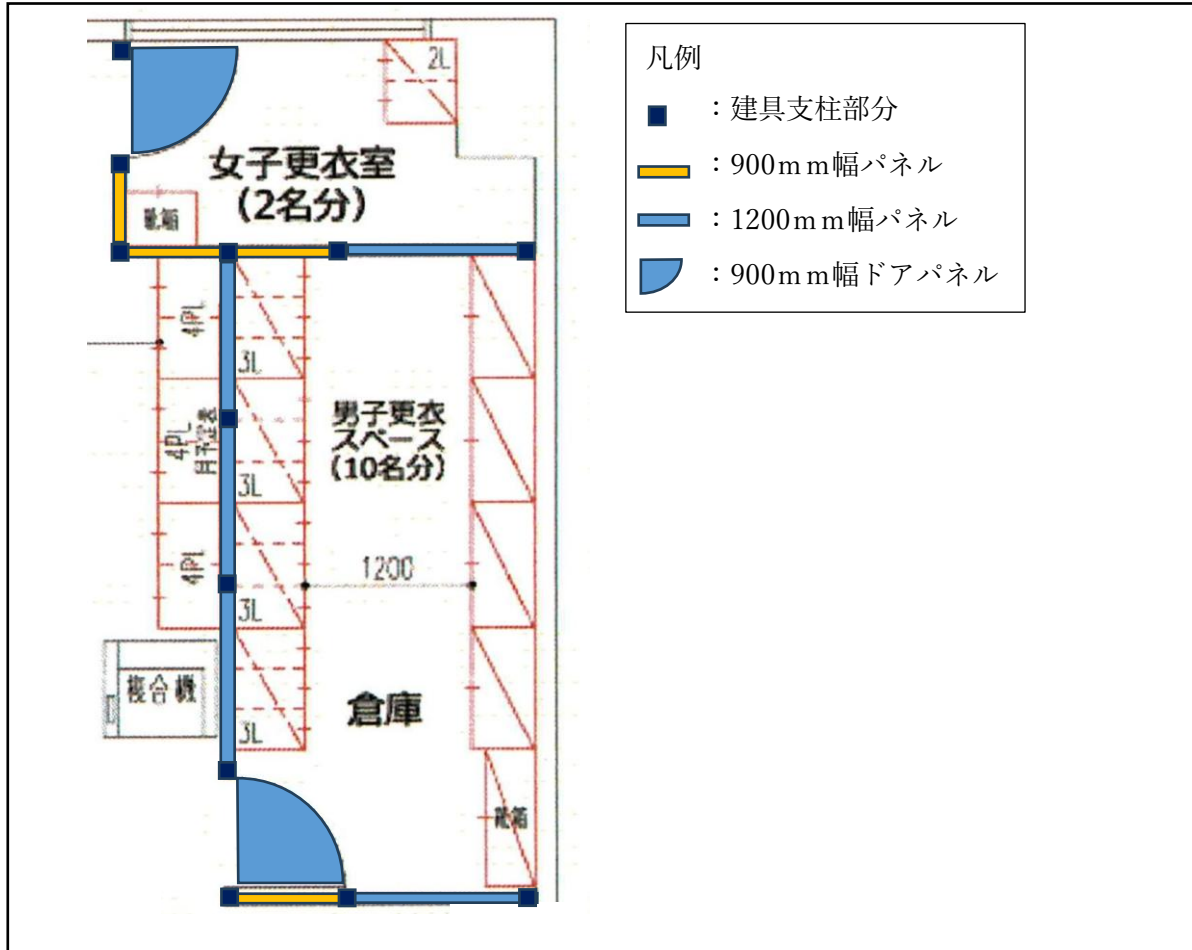 2L
女子更衣室
(2名分)
靴箱
4PL
3L
4PL
月予定表
3L
男子更衣
スペース
(10名分)
4PL
3L
1200
複合機
3L
倉庫
靴箱
凡例
：建具支柱部分
：900ｍｍ幅パネル
：1200ｍｍ幅パネル
：900ｍｍ幅ドアパネル